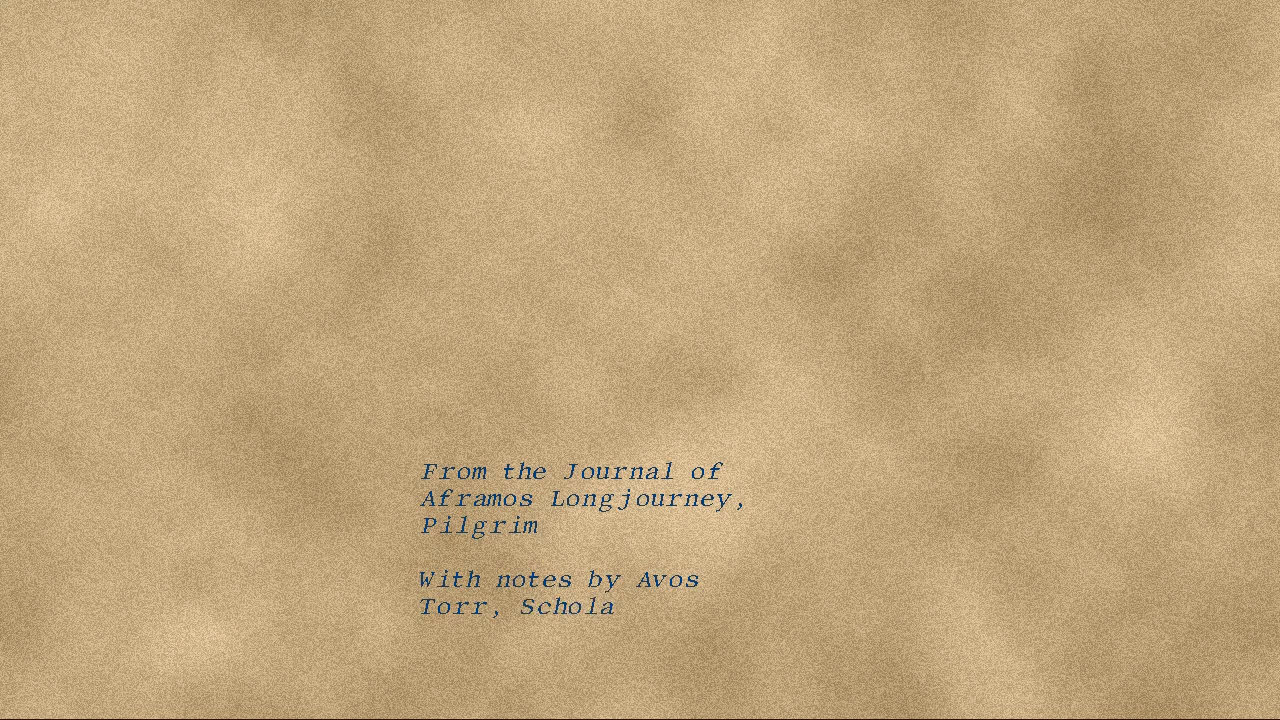 From the Journal of
Aframos Longjourney,
Pilgrim
With notes by Avos
Torr, Schola